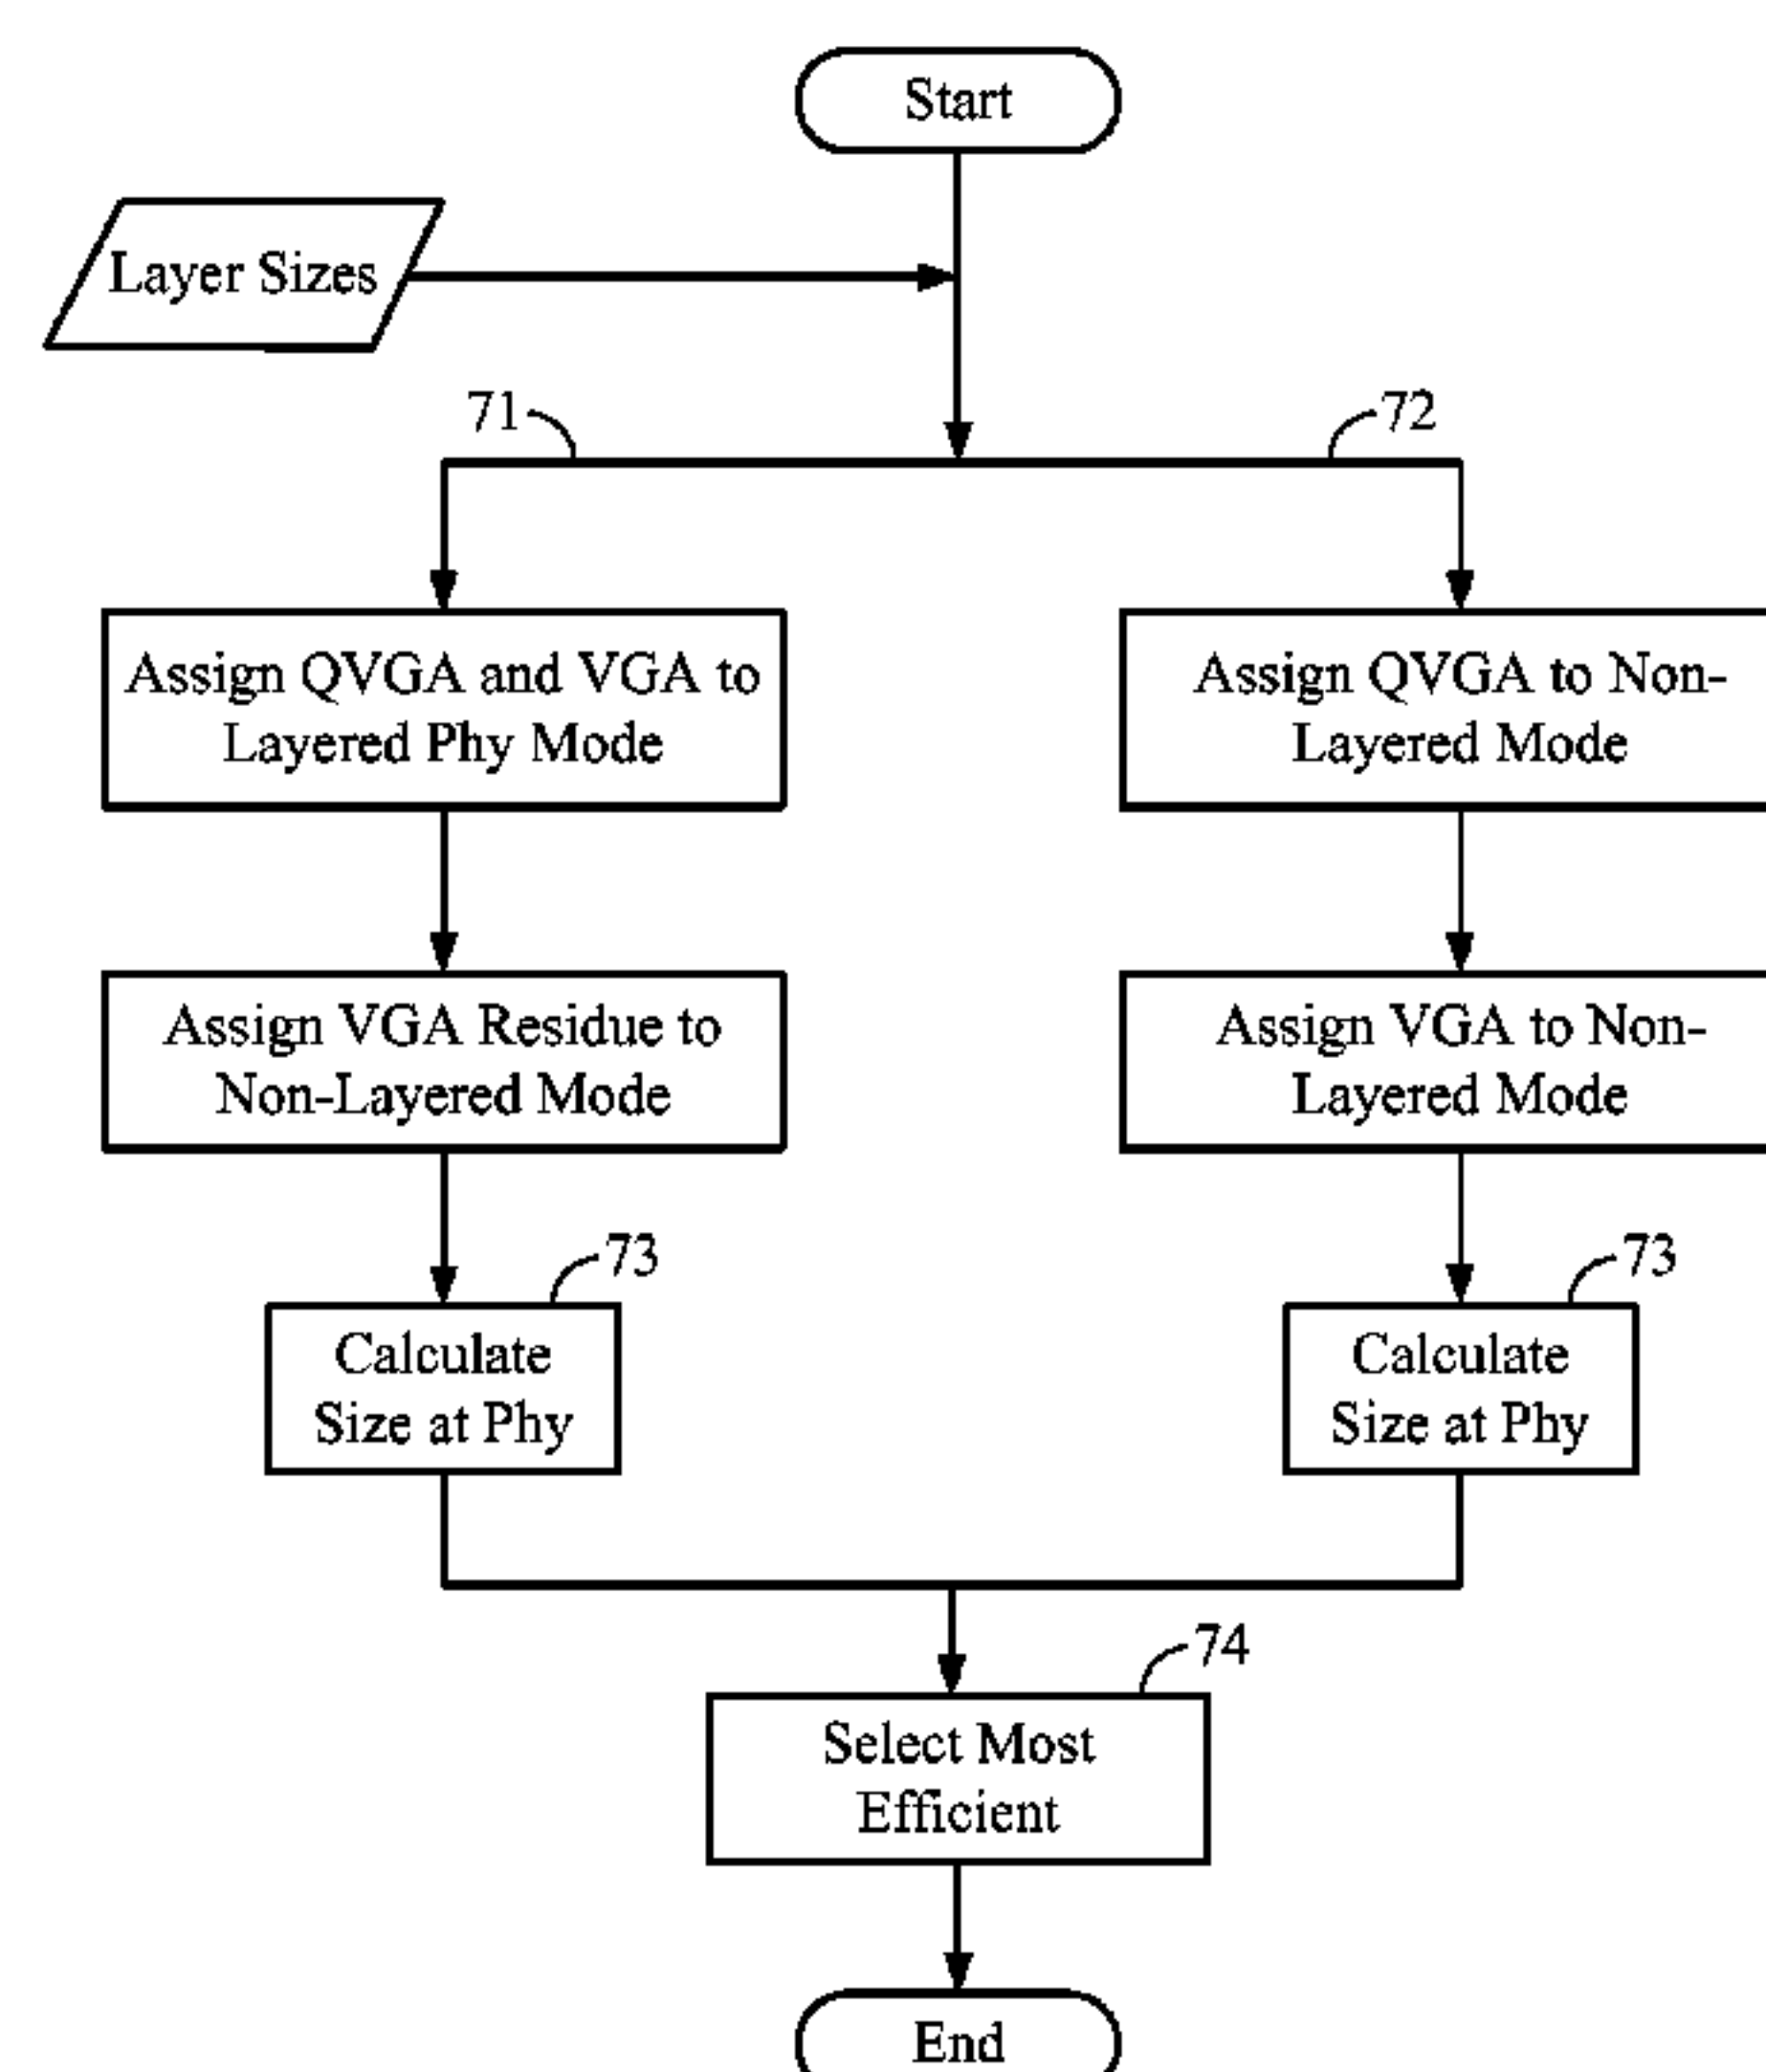 Start
Layer Sizes
71
72
Assign QVGA and VGA to
Layered Phy Mode
Assign QVGA to Non-
Layered Mode
Assign VGA Residue to
Non-Layered Mode
Assign VGA to Non-
Layered Mode
73
Calculate
Size at Phy
73
Calculate
Size at Phy
74
Select Most
Efficient
End